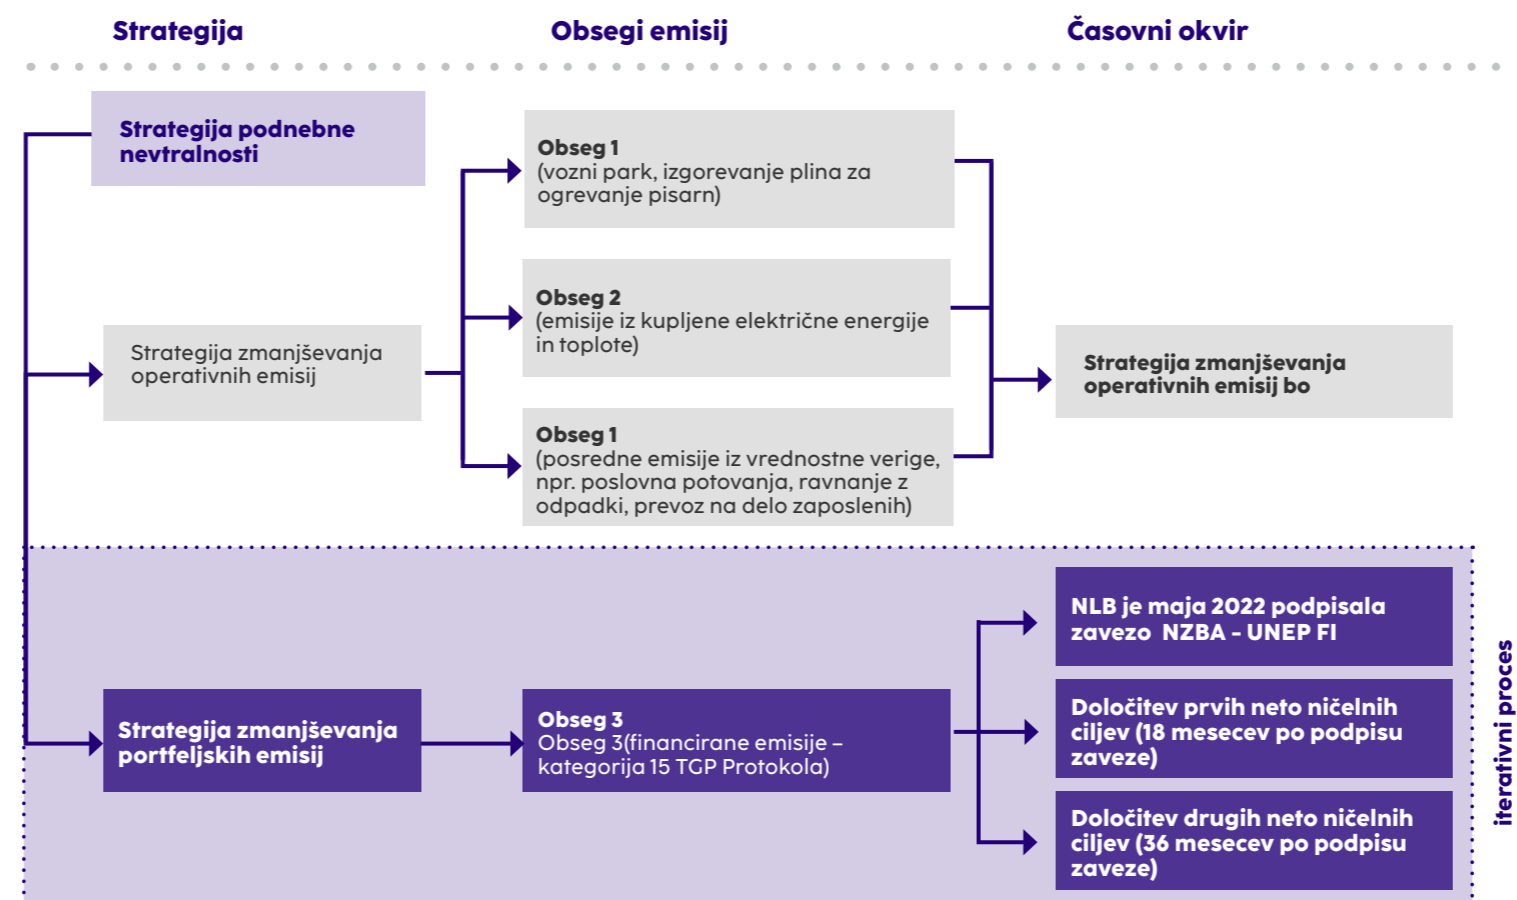 Strategija
Obsegi emisij
Časovni okvir
Strategija podnebne
nevtralnosti
Strategija zmanjševanja
operativnih emisij
Obseg 1
(vozni park, izgorevanje plina za
ogrevanje pisarn)
Obseg 2
(emisije iz kupljene električne energije
in toplote)
Obseg 1
(posredne emisije iz vrednostne verige,
npr. poslovna potovanja, ravnanje z
odpadki, prevoz na delo zaposlenih)
Strategija zmanjševanja
operativnih emisij bo
Strategija zmanjševanja
portfeljskih emisij
Obseg 3
Obseg 3(financirane emisije –
kategorija 15 TGP Protokola)
NLB je maja 2022 podpisala
zavezo  NZBA - UNEP FI
Določitev prvih neto ničelnih
ciljev (18 mesecev po podpisu
zaveze)
Določitev drugih neto ničelnih
ciljev (36 mesecev po podpisu
zaveze)
iterativni proces